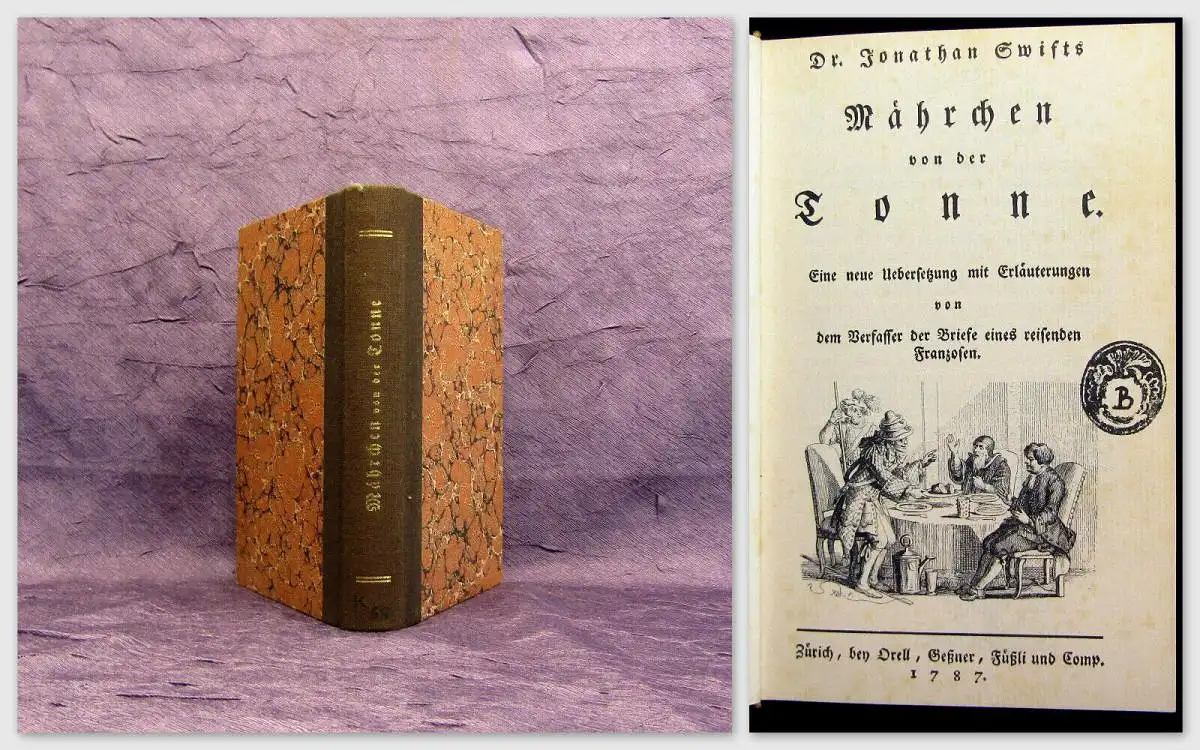 Mährchen von der Tonne
K
Dr. Jonathan Swifts
Mährchen
von der
Tonne.
Eine neue Uebersetzung mit Erläuterungen
von
dem Verfasser der Briefe eines reisenden
Franzosen.
B
Zürich, bey Orell, Geßner, Füßli und Comp.
1787.